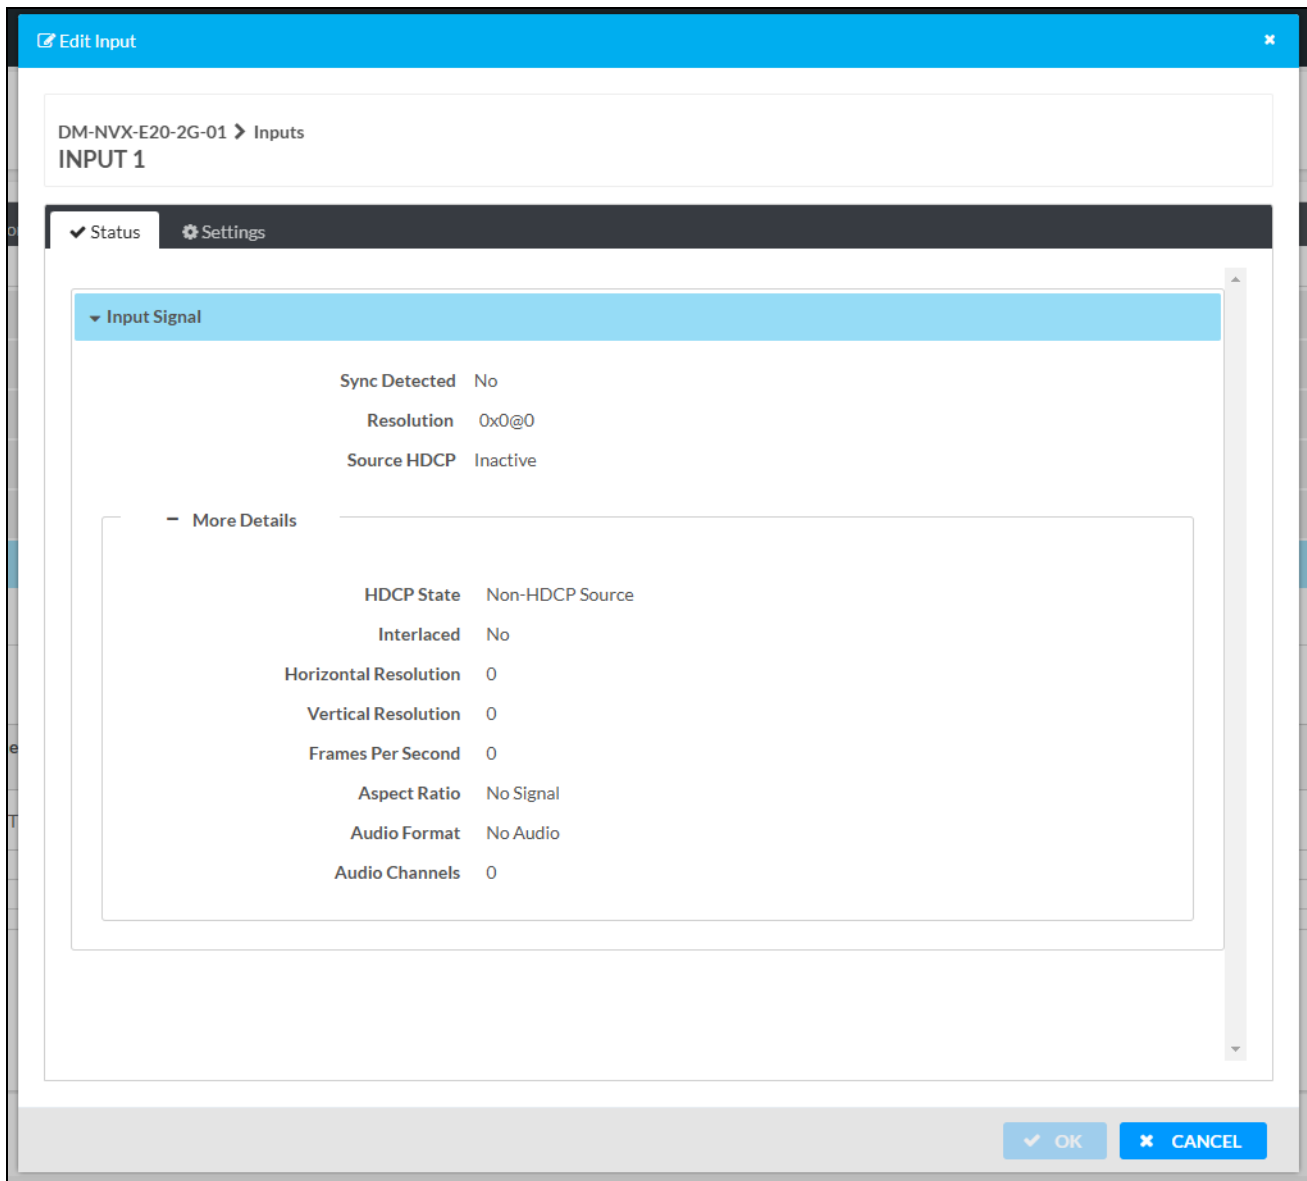 Edit Input
DM-NVX-E20-2G-01 > Inputs
INPUT 1
Status Settings
Input Signal
Sync Detected No
Resolution 0x0@0
Source HDCP Inactive
More Details
HDCP State Non-HDCP Source
Interlaced No
Horizontal Resolution 0
Vertical Resolution 0
Frames Per Second 0
Aspect Ratio No Signal
Audio Format No Audio
Audio Channels 0
OK CANCEL